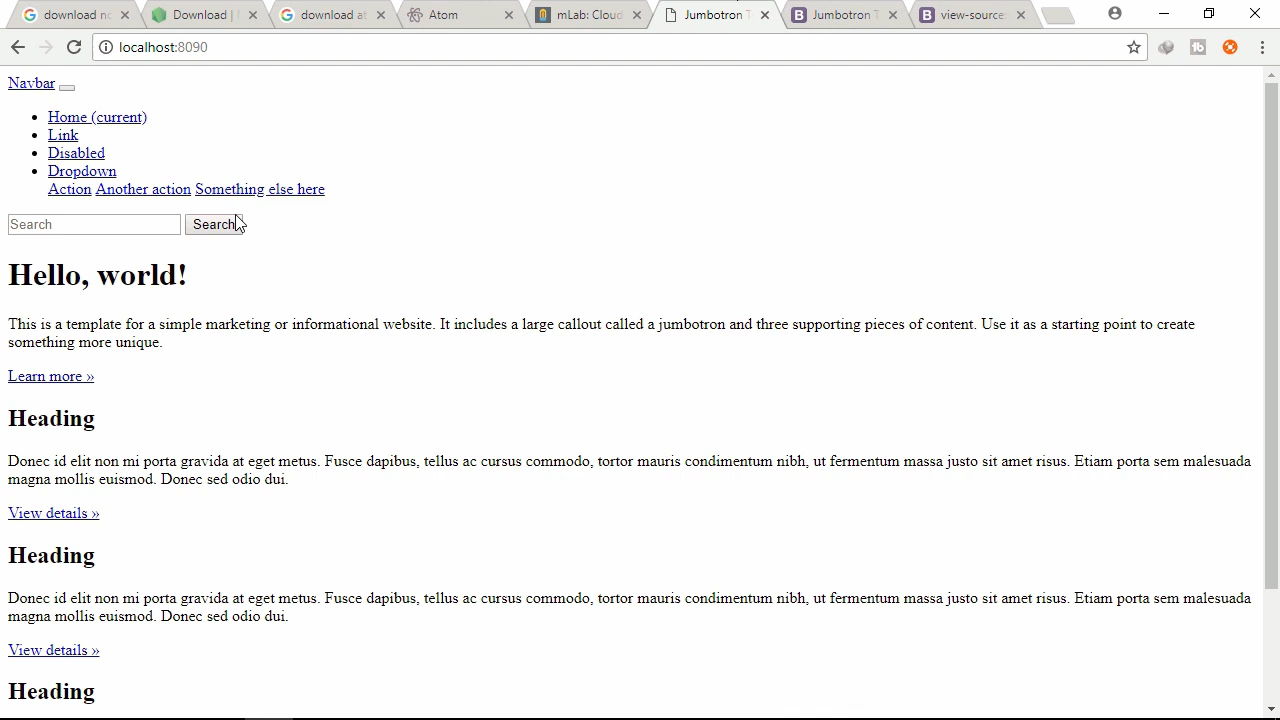 download no
Download |
download at
Atom
mLab: Cloud
Jumbotron T
Jumbotron T
view-source:
localhost:8090
Navbar
Home (current)
Link
Disabled
Dropdown
Action Another action Something else here
Search Search
Hello, world!
This is a template for a simple marketing or informational website. It includes a large callout called a jumbotron and three supporting pieces of content. Use it as a starting point to create
something more unique.
Learn more »
Heading
Donec id elit non mi porta gravida at eget metus. Fusce dapibus, tellus ac cursus commodo, tortor mauris condimentum nibh, ut fermentum massa justo sit amet risus. Etiam porta sem malesuada
magna mollis euismod. Donec sed odio dui.
View details »
Heading
Donec id elit non mi porta gravida at eget metus. Fusce dapibus, tellus ac cursus commodo, tortor mauris condimentum nibh, ut fermentum massa justo sit amet risus. Etiam porta sem malesuada
magna mollis euismod. Donec sed odio dui.
View details »
Heading